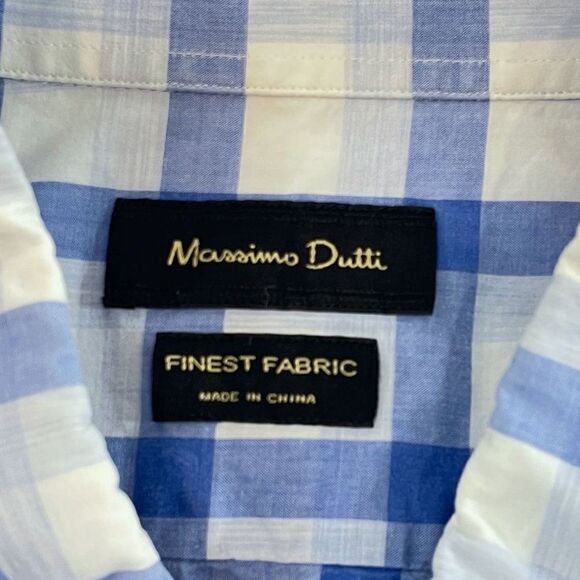 Massimo Dutti
FINEST FABRIC
MADE IN CHINA